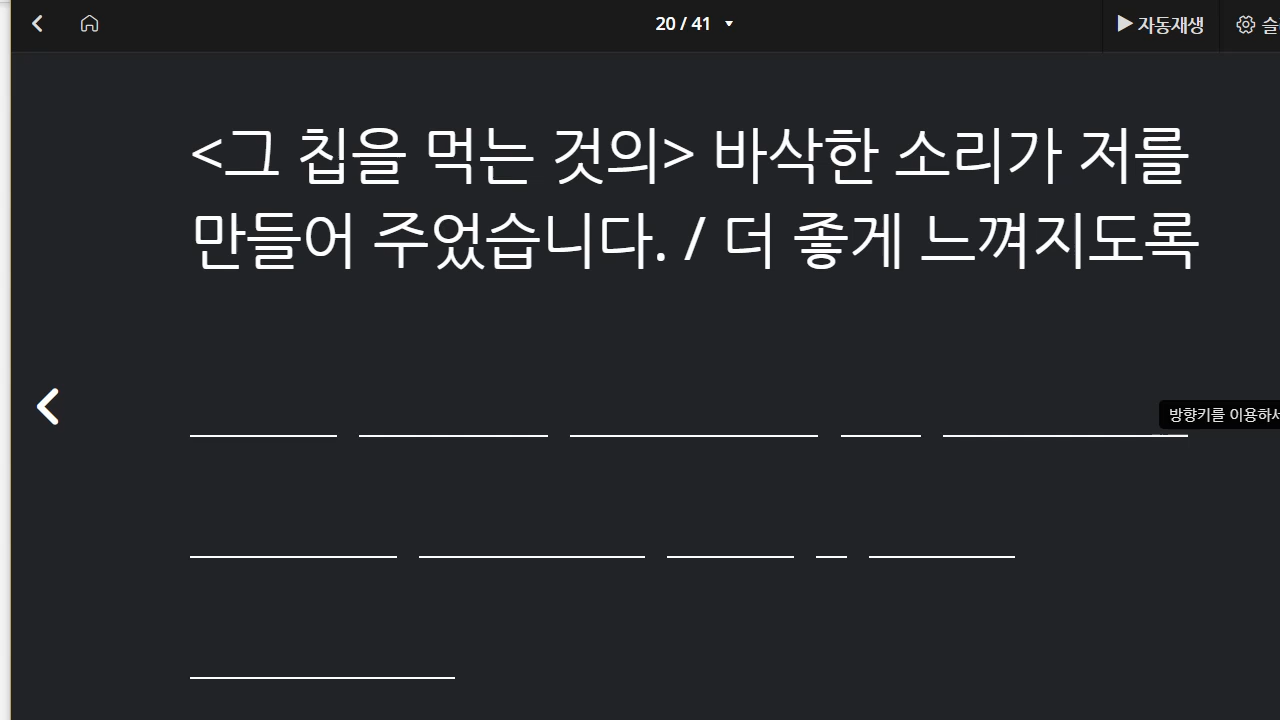 20 / 41
▶ 자동재생
슬
<그 칩을 먹는 것의> 바삭한 소리가 저를
만들어 주었습니다. / 더 좋게 느껴지도록
방향키를 이용하세